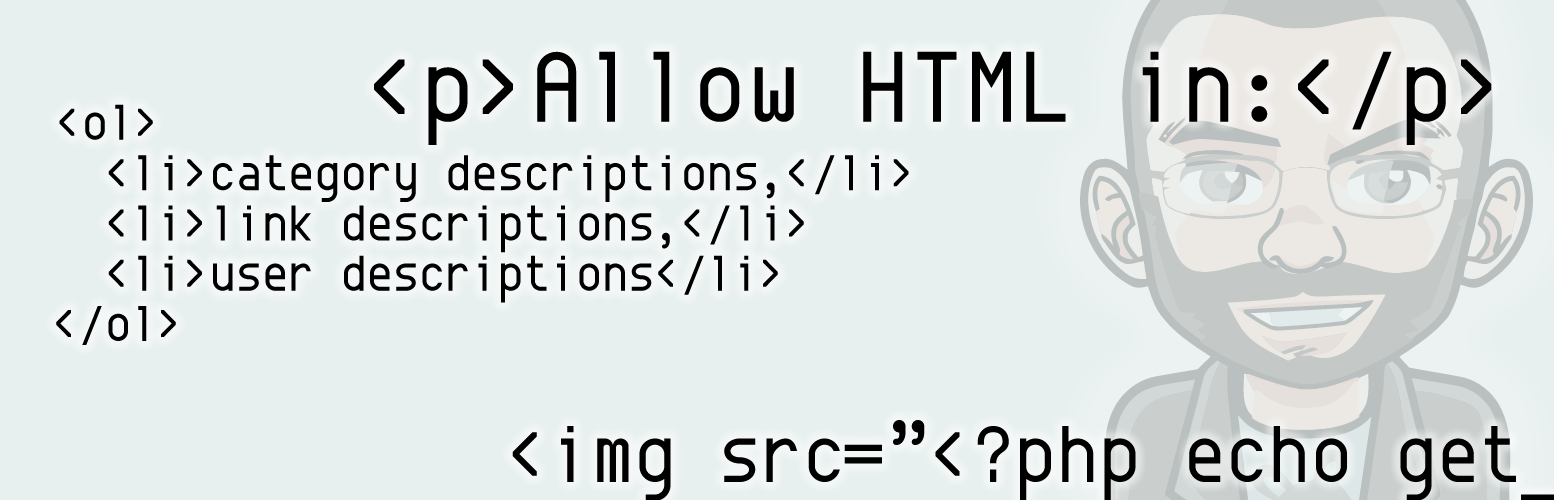 <p>Allow HTML in:</p>
<ol>
<li>category descriptions,</li>
<li>link descriptions,</li>
<li>user descriptions</li>
</ol>
<img src=”<?php echo get_